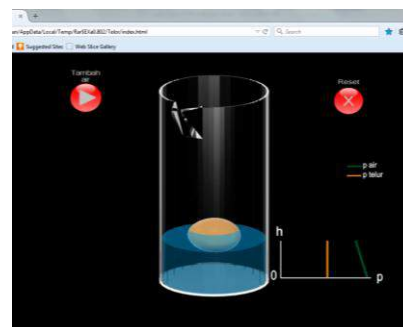 Search
Suggested Sites Web Slice Gallery
Tambah
air
Reset
p air
p telur
h
0
p